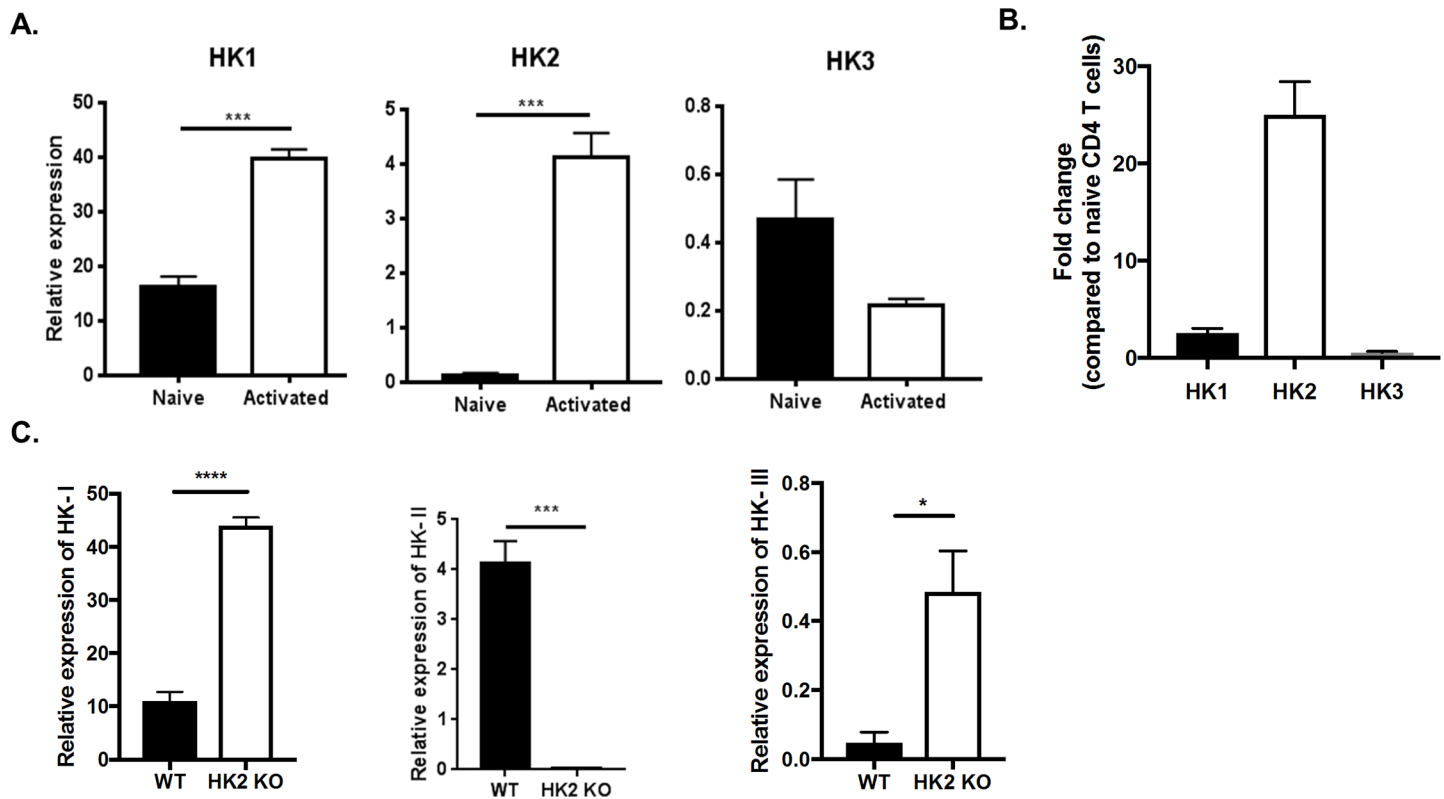 A.
HK1
Relative expression
50
40
30
20
10
0
***
Naive
Activated
HK2
5
4
3
2
1
0
***
Naive
Activated
HK3
0.8
0.6
0.4
0.2
0.0
Naive
Activated
B.
Fold change
(compared to naive CD4 T cells)
30
20
10
0
HK1
HK2
HK3
C.
Relative expression of HK- I
50
40
30
20
10
0
****
WT
HK2 KO
Relative expression of HK- II
5
4
3
2
1
0
***
WT
HK2 KO
Relative expression of HK- III
0.8
0.6
0.4
0.2
0.0
*
WT
HK2 KO